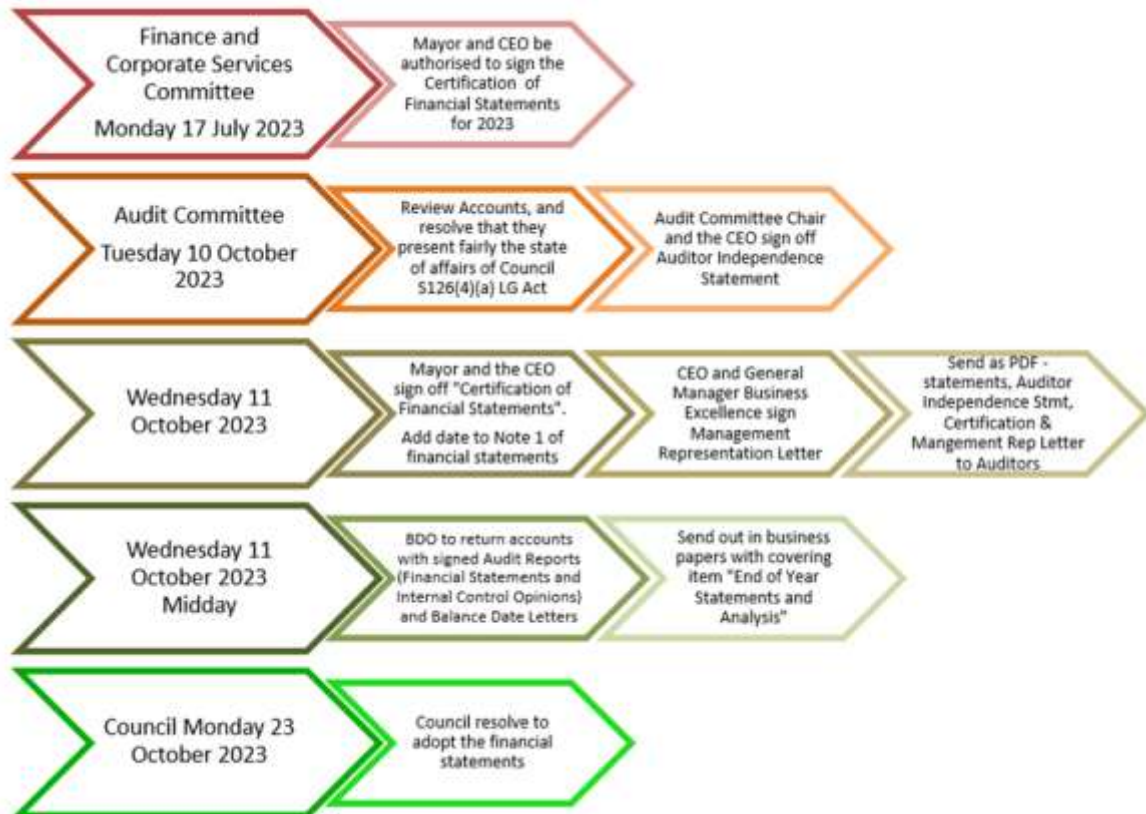 Finance and
Corporate Services
Committee
Monday 17 July 2023
Mayor and CEO be
authorised to sign the
Certification of
Financial Statements
for 2023
Audit Committee
Tuesday 10 October
2023
Review Accounts, and
resolve that they
present fairly the state
of affairs of Council
S126(4)(a) LG Act
Audit Committee Chair
and the CEO sign off
Auditor Independence
Statement
Wednesday 11
October 2023
Mayor and the CEO
sign off "Certification of
Financial Statements".
Add date to Note 1 of
financial statements
CEO and General
Manager Business
Excellence sign
Management
Representation Letter
Send as PDF -
statements, Auditor
Independence Stmt,
Certification &
Mangement Rep Letter
to Auditors
Wednesday 11
October 2023
Midday
BDO to return accounts
with signed Audit Reports
(Financial Statements and
Internal Control Opinions)
and Balance Date Letters
Send out in business
papers with covering
item "End of Year
Statements and
Analysis"
Council Monday 23
October 2023
Council resolve to
adopt the financial
statements